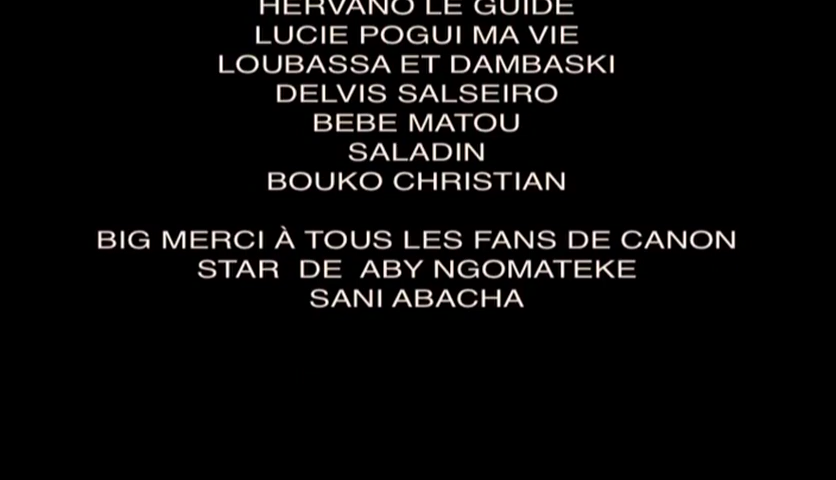 HERVANO LE GUIDE
LUCIE POGUI MA VIE
LOUBASSA ET DAMBASKI
DELVIS SALSEIRO
BEBE MATOU
SALADIN
BOUKO CHRISTIAN
BIG MERCI À TOUS LES FANS DE CANON
STAR DE ABY NGOMATEKE
SANI ABACHA